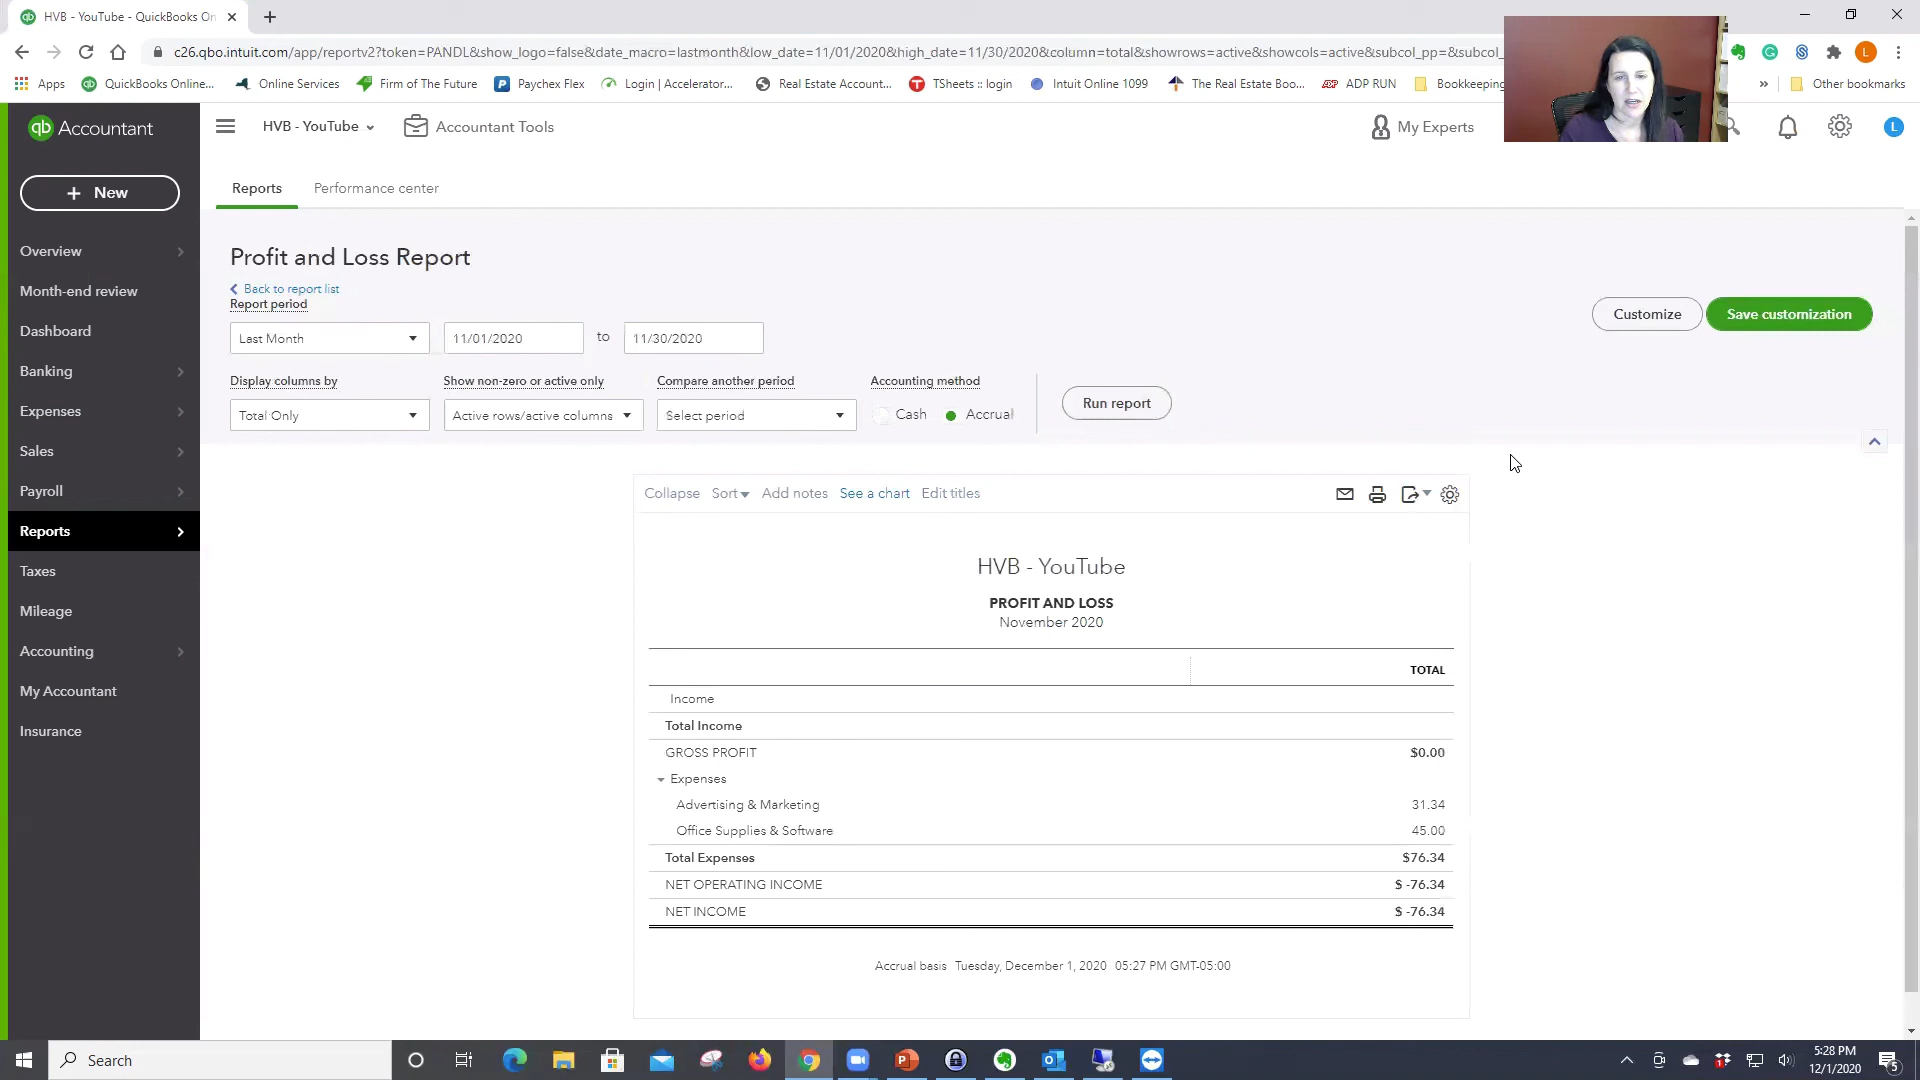 HVB - YouTube - QuickBooks On
c26.qbo.intuit.com/app/reportv2?token=PANDL&show_logo=false&date_macro=lastmonth&low_date=11/01/2020&high_date=11/30/2020&column=total&showrows=active&showcols=active&subcol_pp=&subcol_
L
Apps QuickBooks Online... Online Services Firm of The Future Paychex Flex Login | Accelerator... Real Estate Account... TSheets :: login Intuit Online 1099 The Real Estate Boo... ADP RUN Bookkeeping » Other bookmarks
qb Accountant
HVB - YouTube Accountant Tools My Experts L
+ New
Reports Performance center
Overview
Month-end review
Dashboard
Banking
Expenses
Sales
Payroll
Reports
Taxes
Mileage
Accounting
My Accountant
Insurance
Profit and Loss Report
Back to report list
Report period
Last Month 11/01/2020 to 11/30/2020
Customize Save customization
Display columns by Show non-zero or active only Compare another period Accounting method
Total Only Active rows/active columns Select period Cash Accrual
Run report
Collapse Sort Add notes See a chart Edit titles
HVB - YouTube
PROFIT AND LOSS
November 2020
TOTAL
Income
Total Income
GROSS PROFIT $0.00
Expenses
Advertising & Marketing 31.34
Office Supplies & Software 45.00
Total Expenses $76.34
NET OPERATING INCOME $ -76.34
NET INCOME $ -76.34
Accrual basis Tuesday, December 1, 2020 05:27 PM GMT-05:00
Search
5:28 PM
12/1/2020
5